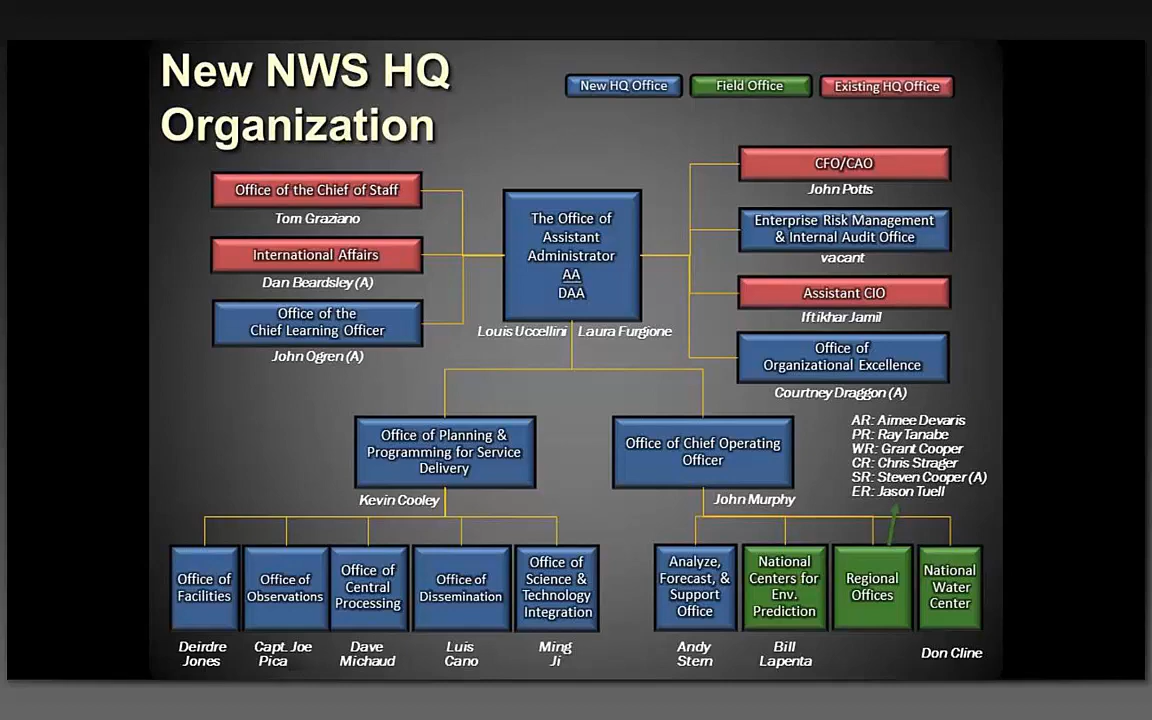 New NWS HQ
Organization
New HQ Office
Field Office
Existing HQ Office
Office of the Chief of Staff
Tom Graziano
International Affairs
Dan Beardsley (A)
Office of the
Chief Learning Officer
John Ogren (A)
The Office of
Assistant
Administrator
AA
DAA
Louis Uccellini
Laura Furgione
CFO/CAO
John Potts
Enterprise Risk Management
& Internal Audit Office
vacant
Assistant CIO
Iftikhar Jamil
Office of
Organizational Excellence
Courtney Draggon (A)
Office of Planning &
Programming for Service
Delivery
Kevin Cooley
Office of Chief Operating
Officer
John Murphy
AR: Aimee Devaris
PR: Ray Tanabe
WR: Grant Cooper
CR: Chris Strager
SR: Steven Cooper (A)
ER: Jason Tuell
Office of
Facilities
Deirdre
Jones
Office of
Observations
Capt. Joe
Pica
Office of
Central
Processing
Dave
Michaud
Office of
Dissemination
Luis
Cano
Office of
Science &
Technology
Integration
Ming
Ji
Analyze,
Forecast, &
Support
Office
Andy
Stern
National
Centers for
Env.
Prediction
Bill
Lapenta
Regional
Offices
National
Water
Center
Don Cline